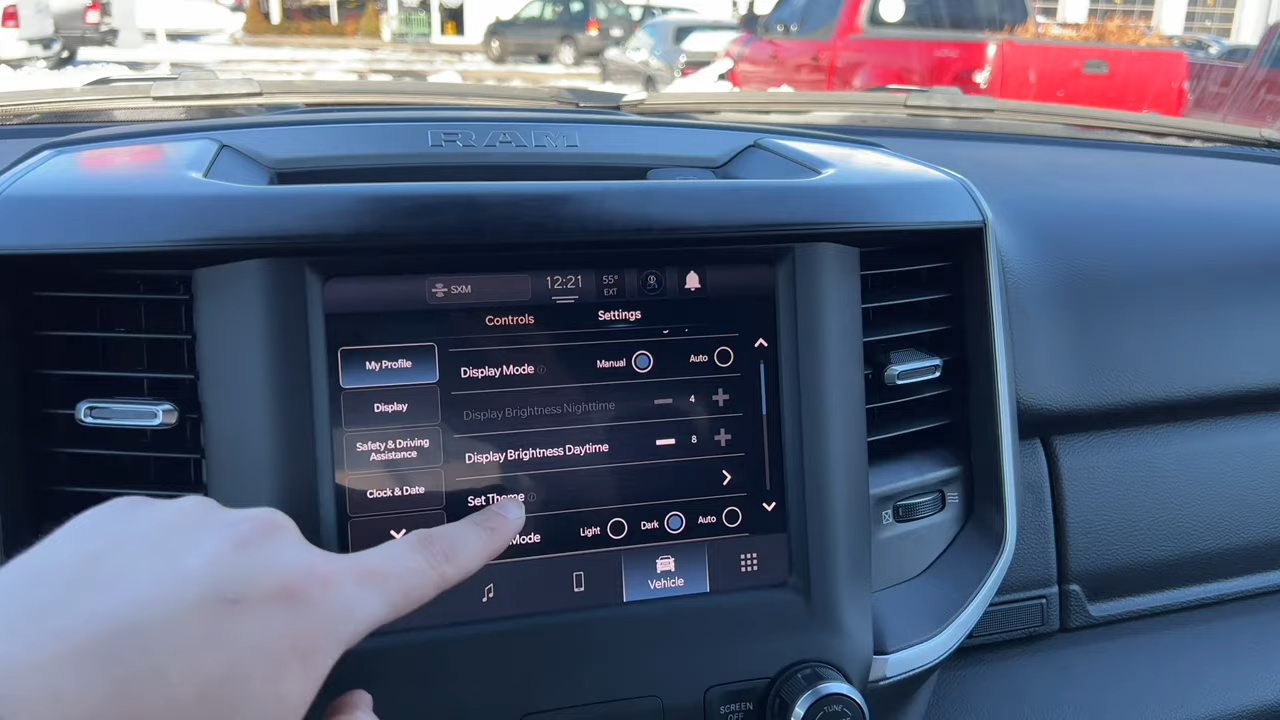 RAM
SXM
12:21
55°
EXT
Controls
Settings
My Profile
Display
Safety & Driving
Assistance
Clock & Date
Display Mode
Manual
Auto
Display Brightness Nighttime
4
Display Brightness Daytime
8
Set Theme
Mode
Light
Dark
Auto
Vehicle
SCREEN
OFF
TUNE